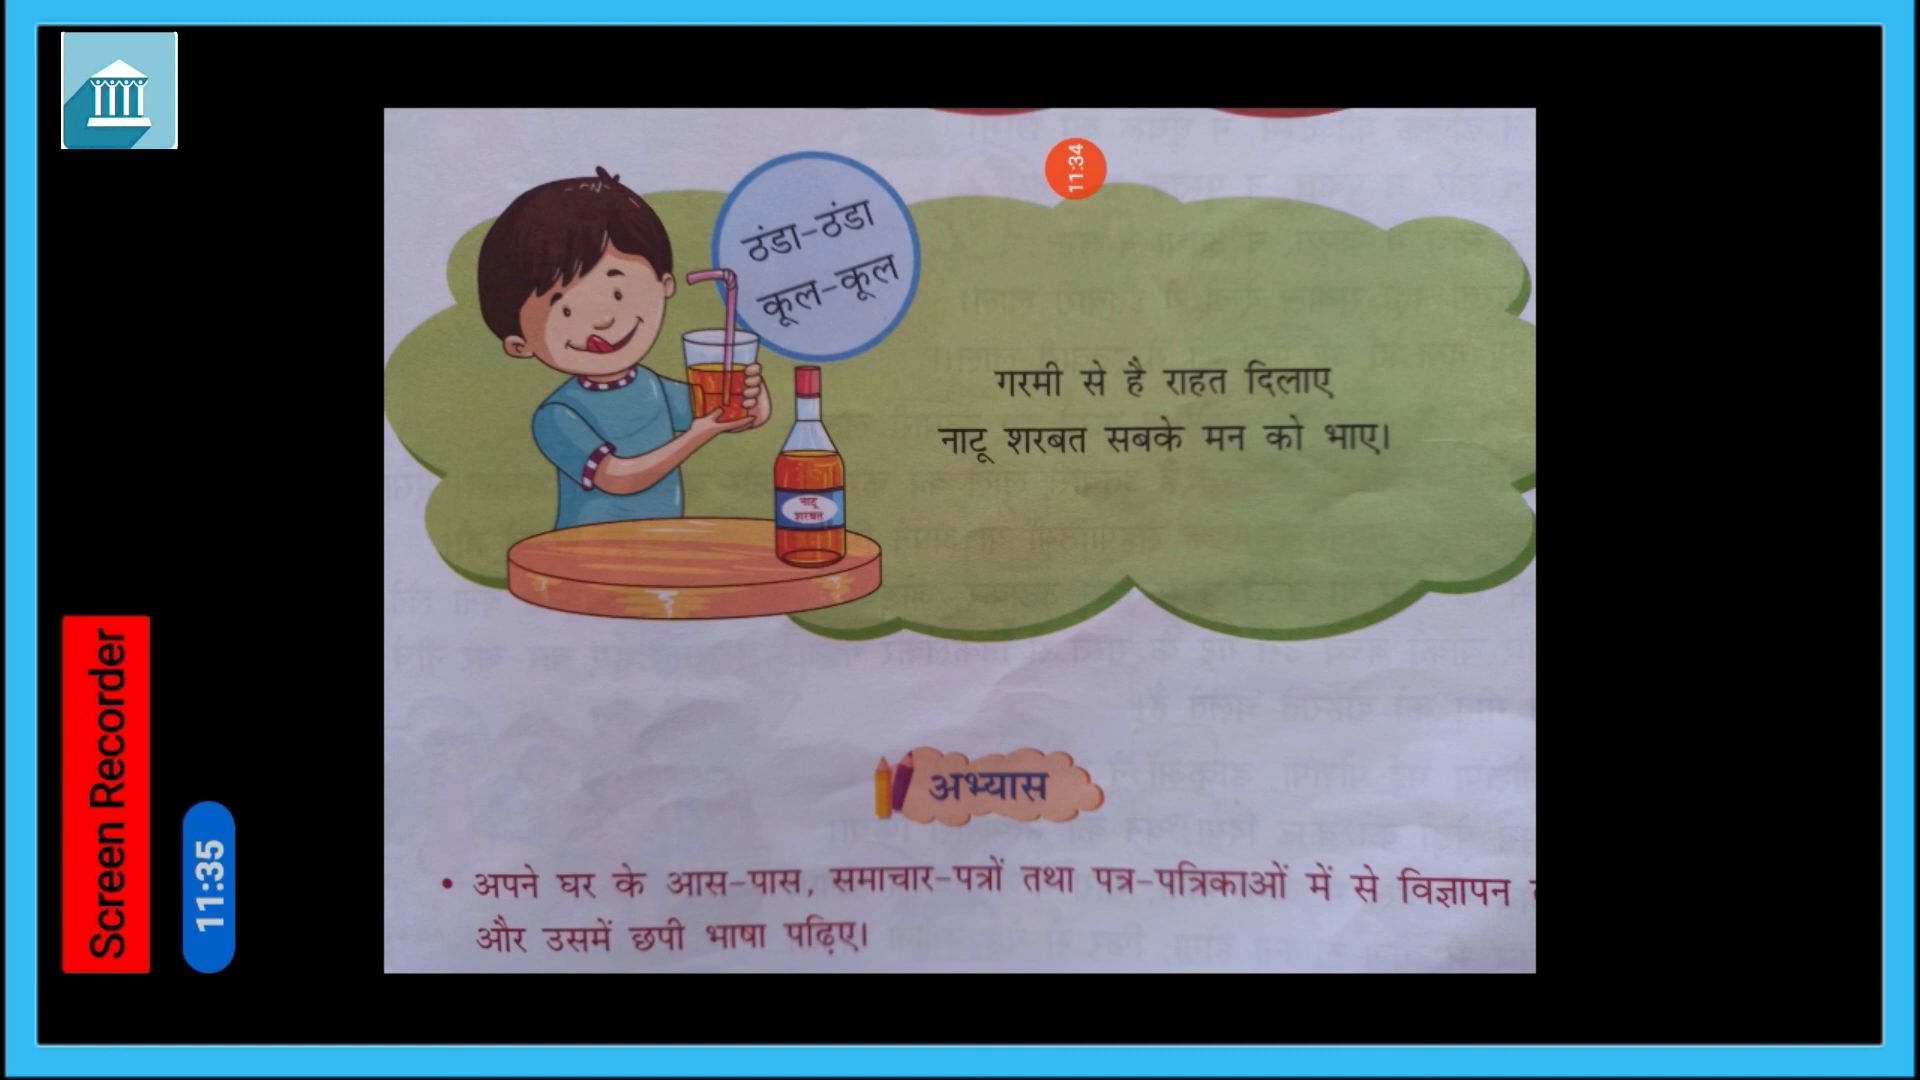 11:34
ठंडा-ठंडा
कूल-कूल
गरमी से है राहत दिलाए
नाटू शरबत सबके मन को भाए।
नाटू
शरबत
अभ्यास
• अपने घर के आस-पास, समाचार-पत्रों तथा पत्र-पत्रिकाओं में से विज्ञापन
और उसमें छपी भाषा पढ़िए।
Screen Recorder
11:35